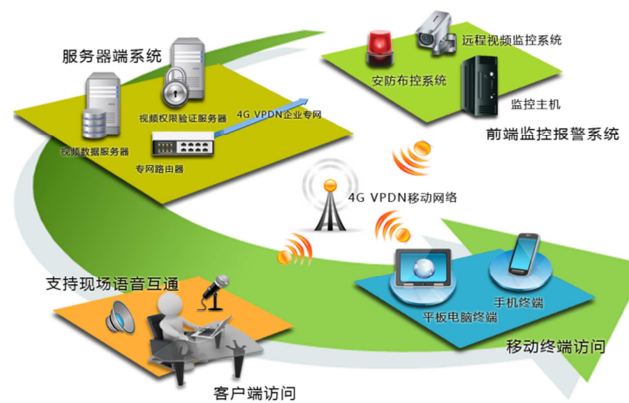 服务器端系统
视频权限验证服务器
4G VPDN企业专网
视频数据服务器
专网路由器
远程视频监控系统
安防布控系统
监控主机
前端监控报警系统
4G VPDN移动网络
支持现场语音互通
客户端访问
手机终端
平板电脑终端
移动终端访问